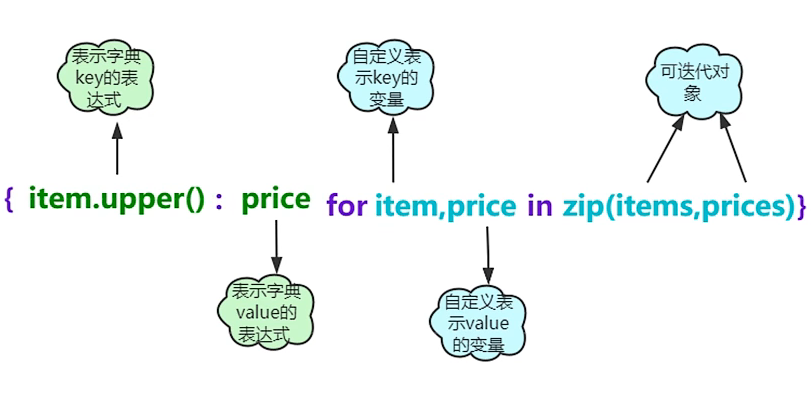 表示字典
key的表
达式
自定义表
示key的
变量
可迭代对
象
{ item.upper() : price for item,price in zip(items,prices)}
表示字典
value的
表达式
自定义表
示value
的变量